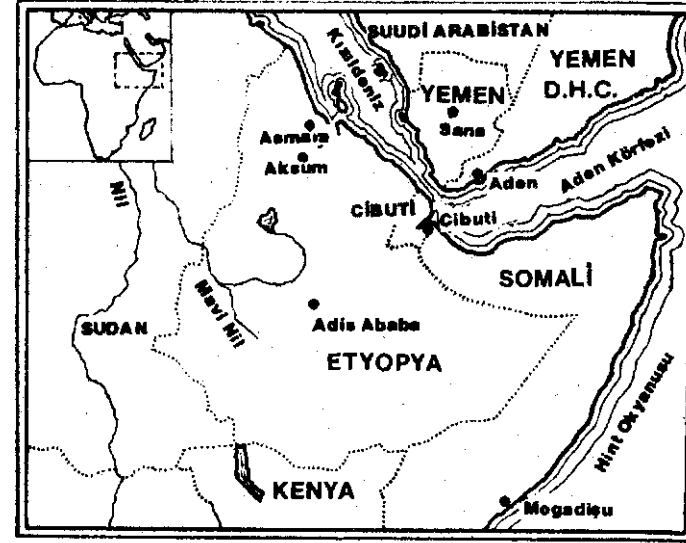 SUUDİ ARABİSTAN
Kızıldeniz
YEMEN
D.H.C.
YEMEN
Sana
Asmara
Aksum
Aden
Aden Körfezi
Nil
CİBUTİ
Cibuti
SOMALİ
Mavi Nil
SUDAN
Adis Ababa
ETYOPYA
Hint Okyanusu
KENYA
Mogadişu